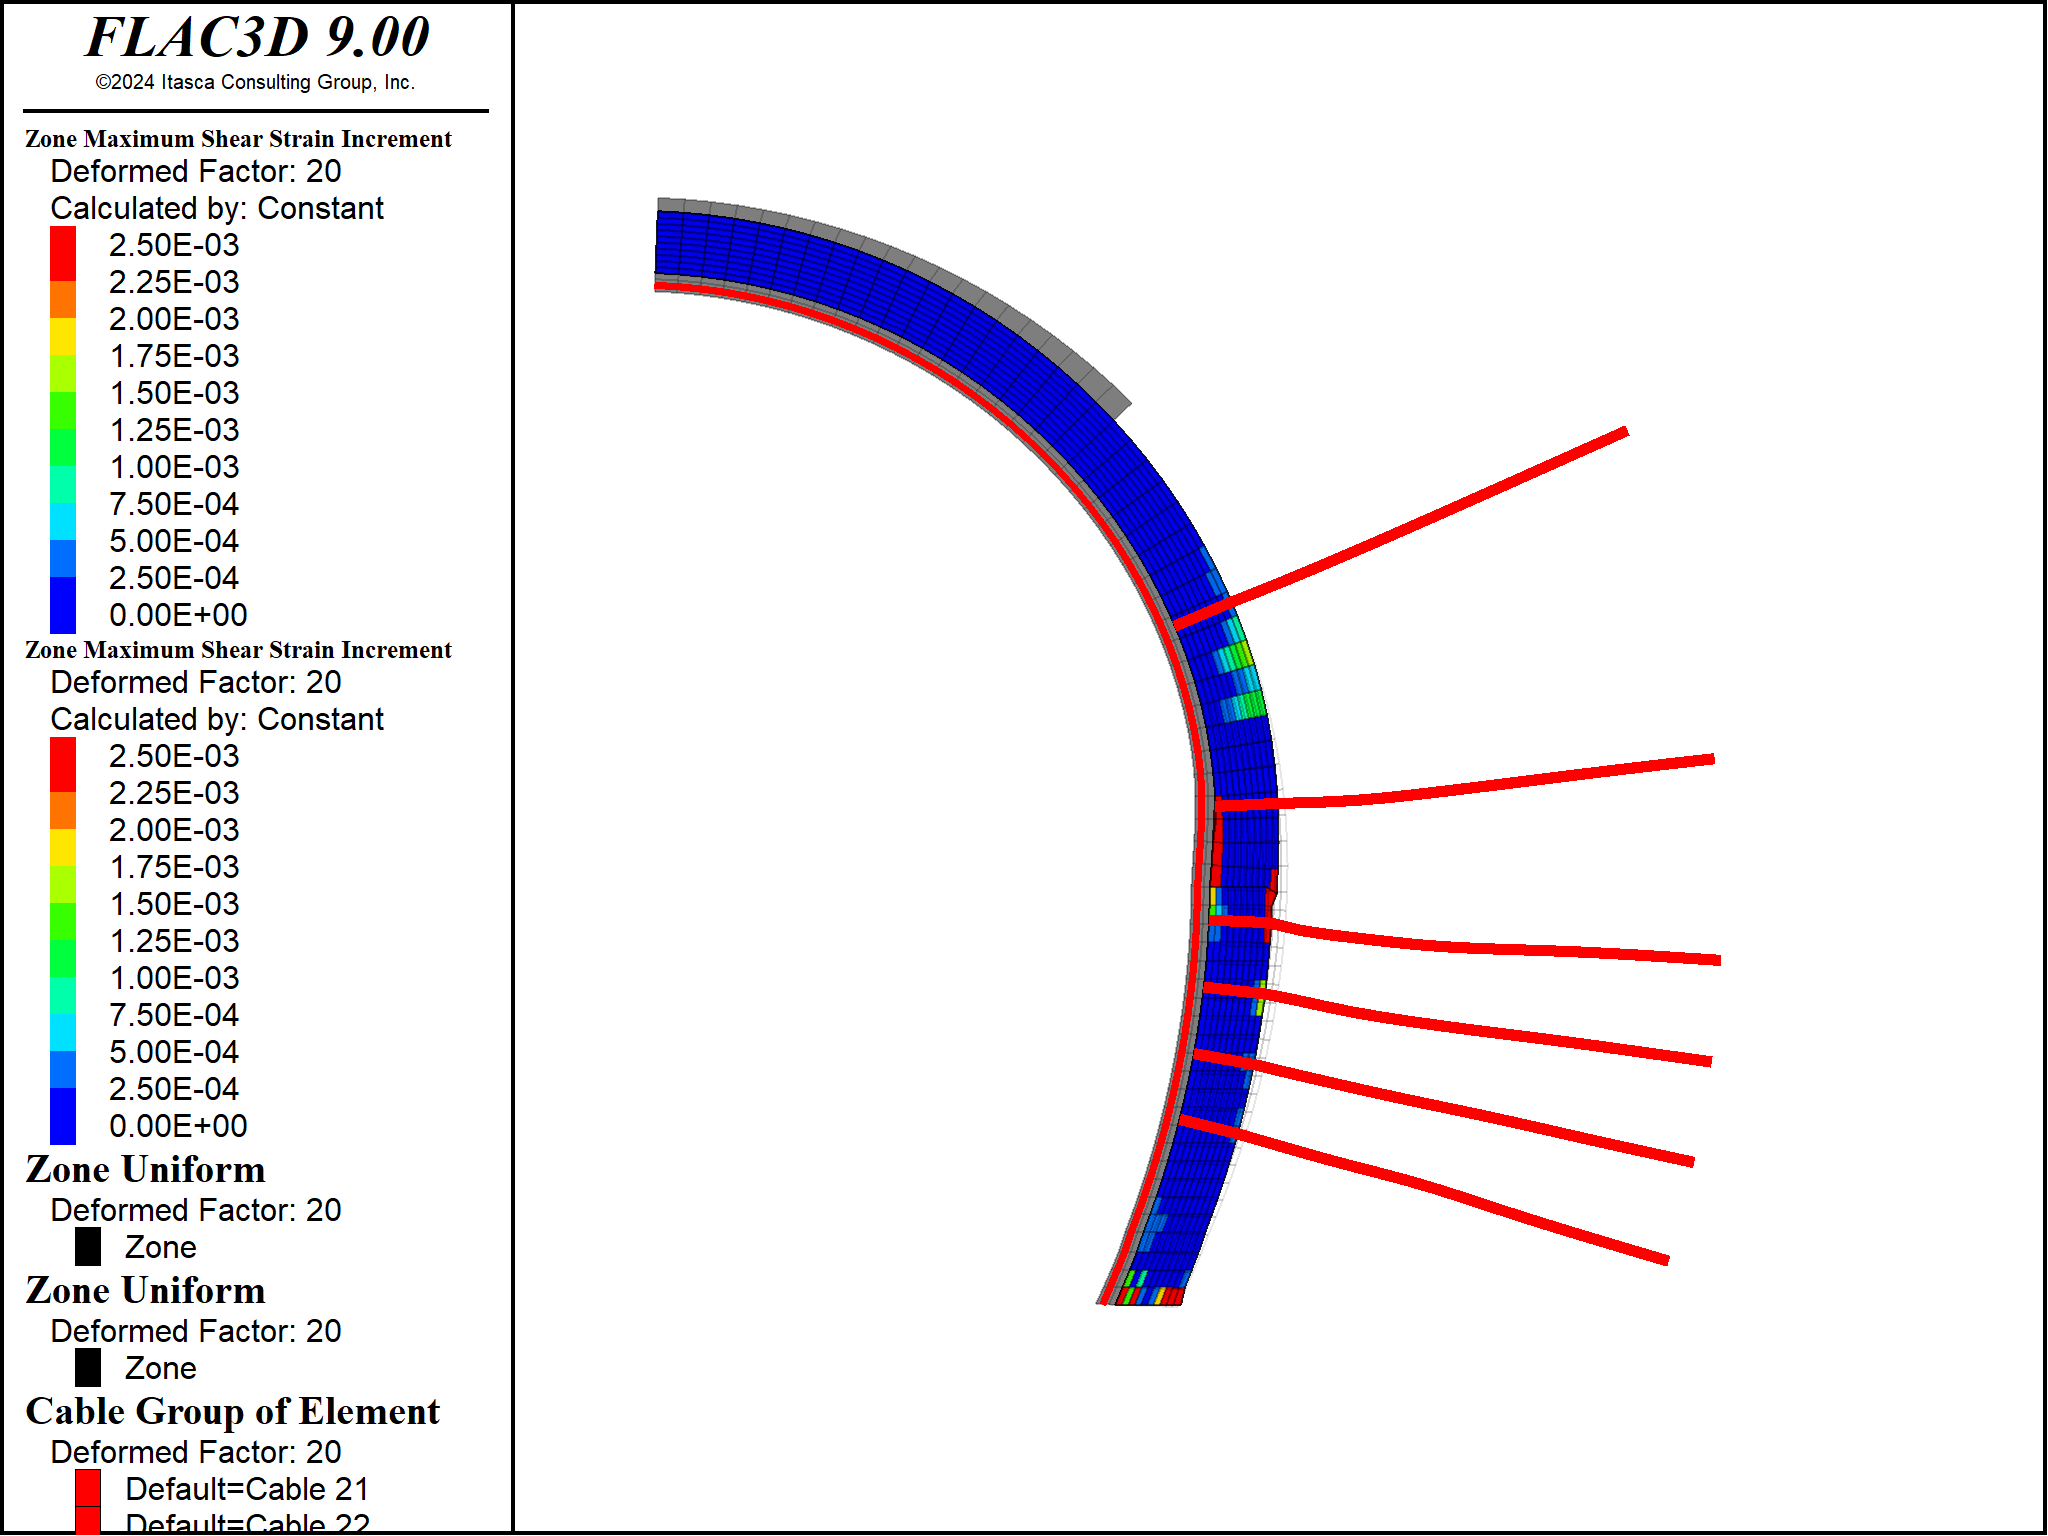 FLAC3D 9.00
©2024 Itasca Consulting Group, Inc.
Zone Maximum Shear Strain Increment
Deformed Factor: 20
Calculated by: Constant
2.50E-03
2.25E-03
2.00E-03
1.75E-03
1.50E-03
1.25E-03
1.00E-03
7.50E-04
5.00E-04
2.50E-04
0.00E+00
Zone Maximum Shear Strain Increment
Deformed Factor: 20
Calculated by: Constant
2.50E-03
2.25E-03
2.00E-03
1.75E-03
1.50E-03
1.25E-03
1.00E-03
7.50E-04
5.00E-04
2.50E-04
0.00E+00
Zone Uniform
Deformed Factor: 20
Zone
Zone Uniform
Deformed Factor: 20
Zone
Cable Group of Element
Deformed Factor: 20
Default=Cable 21
Default=Cable 22